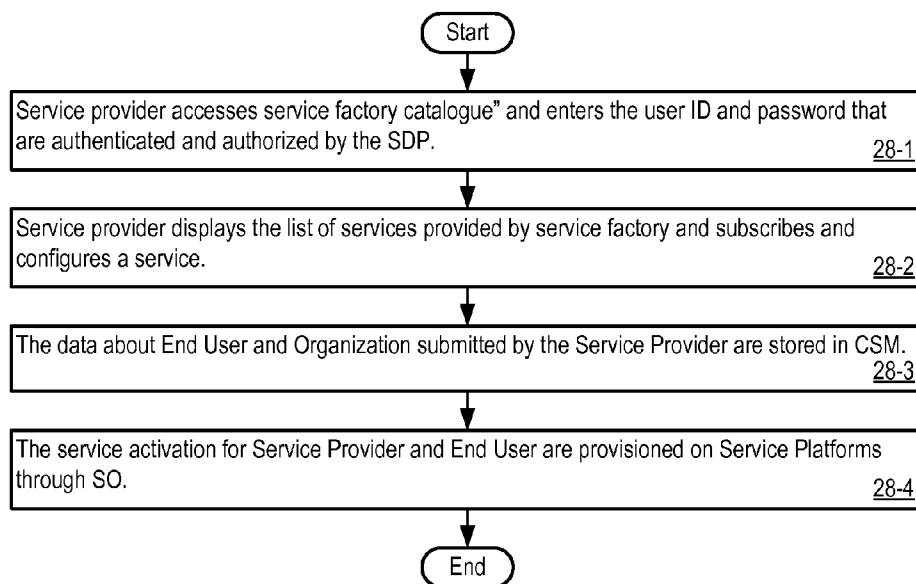 Start
Service provider accesses service factory catalogue” and enters the user ID and password that
are authenticated and authorized by the SDP.
28-1
Service provider displays the list of services provided by service factory and subscribes and
configures a service.
28-2
The data about End User and Organization submitted by the Service Provider are stored in CSM.
28-3
The service activation for Service Provider and End User are provisioned on Service Platforms
through SO.
28-4
End